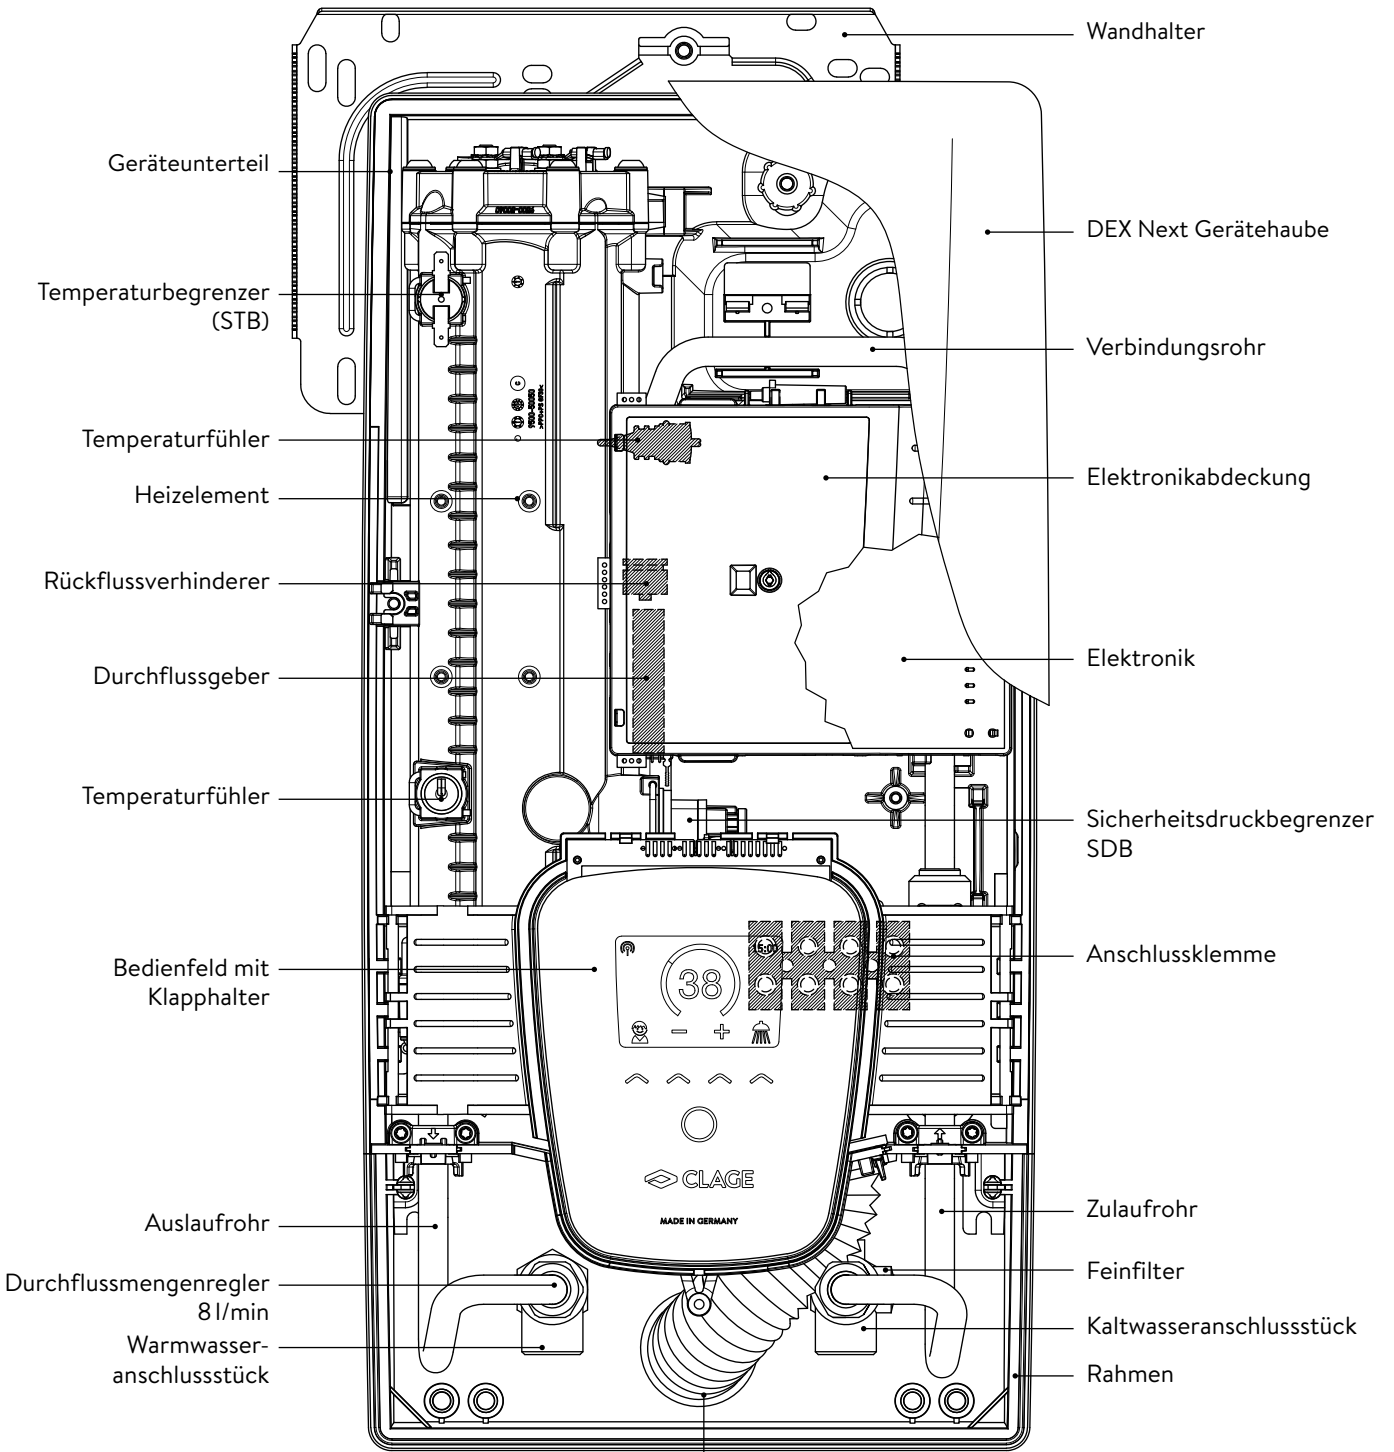 Wandhalter
Geräteunterteil
DEX Next Gerätehaube
Temperaturbegrenzer
(STB)
Verbindungsrohr
Temperaturfühler
Elektronikabdeckung
Heizelement
Rückflussverhinderer
Elektronik
Durchflussgeber
Temperaturfühler
Sicherheitsdruckbegrenzer
SDB
Anschlussklemme
Bedienfeld mit
Klapphalter
15:00
38
CLAGE
MADE IN GERMANY
Auslaufrohr
Zulaufrohr
Feinfilter
Durchflussmengenregler
8 l/min
Kaltwasseranschlussstück
Warmwasser-
anschlussstück
Rahmen